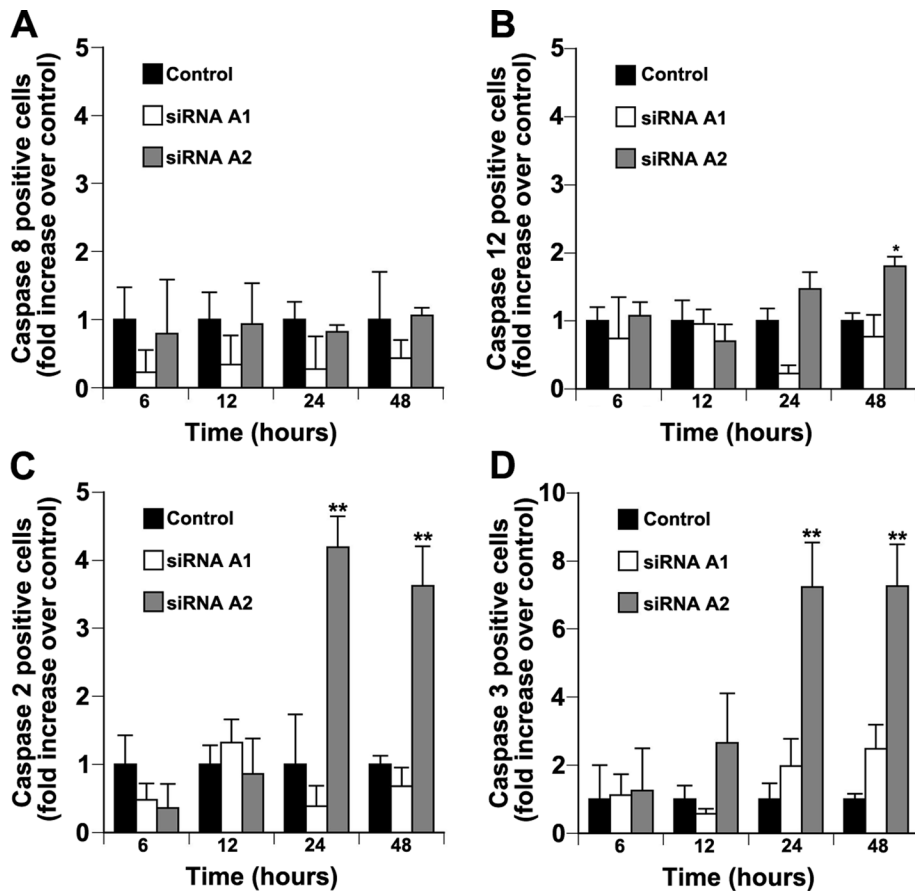 A
Caspase 8 positive cells
(fold increase over control)
5
4
3
2
1
0
Control
siRNA A1
siRNA A2
6 12 24 48
Time (hours)
B
Caspase 12 positive cells
(fold increase over control)
5
4
3
2
1
0
Control
siRNA A1
siRNA A2
*
6 12 24 48
Time (hours)
C
Caspase 2 positive cells
(fold increase over control)
5
4
3
2
1
0
Control
siRNA A1
siRNA A2
** **
6 12 24 48
Time (hours)
D
Caspase 3 positive cells
(fold increase over control)
10
8
6
4
2
0
Control
siRNA A1
siRNA A2
** **
6 12 24 48
Time (hours)